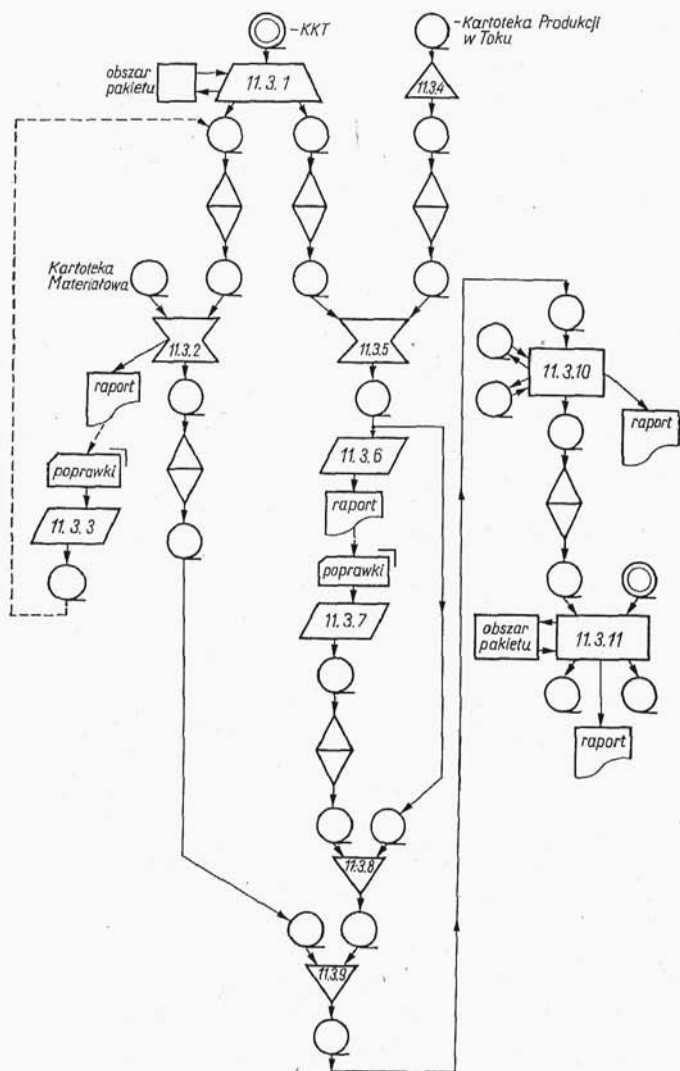 -KKT
-Kartoteka Produkcji
w Toku
obszar
pakietu
11.3.1
11.3.4
Kartoteka
Materiałowa
11.3.2
11.3.5
11.3.10
raport
raport
11.3.6
poprawki
raport
11.3.3
poprawki
11.3.7
obszar
pakietu
11.3.11
raport
11.3.8
11.3.9